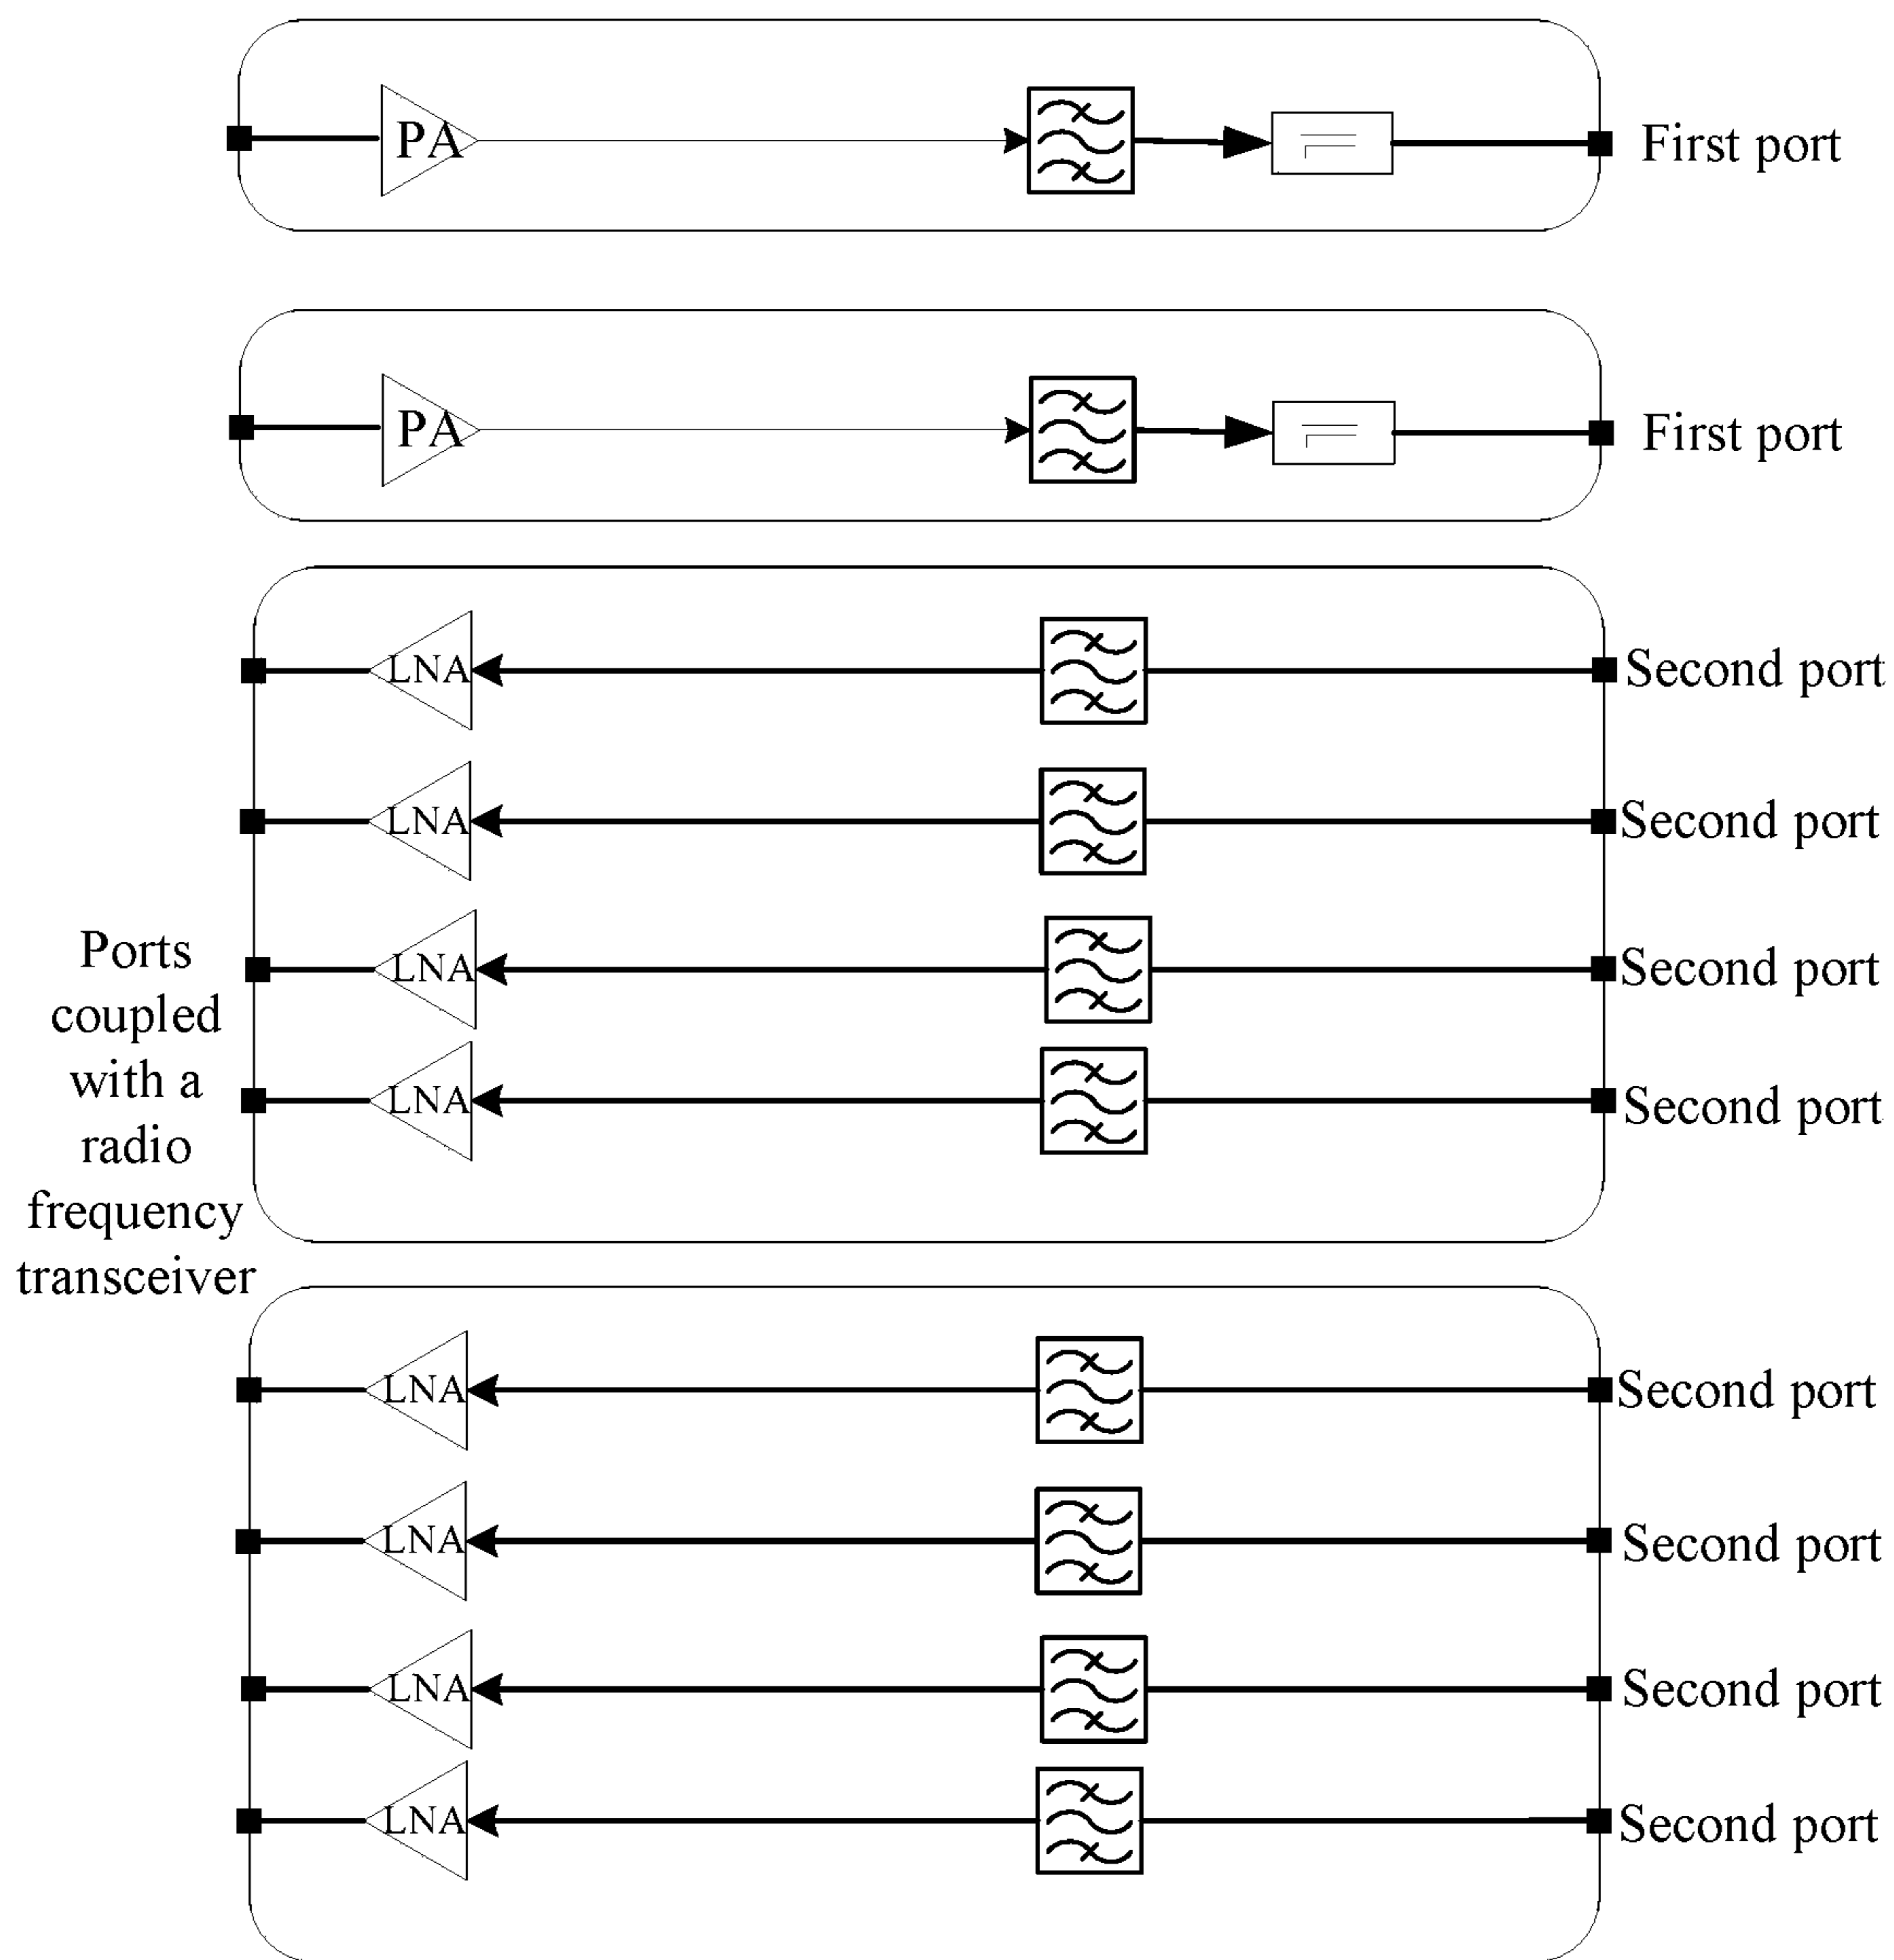 PA
First port
PA
First port
LNA
Second port
LNA
Second port
LNA
Second port
LNA
Second port
Ports
coupled
with a
radio
frequency
transceiver
LNA
Second port
LNA
Second port
LNA
Second port
LNA
Second port